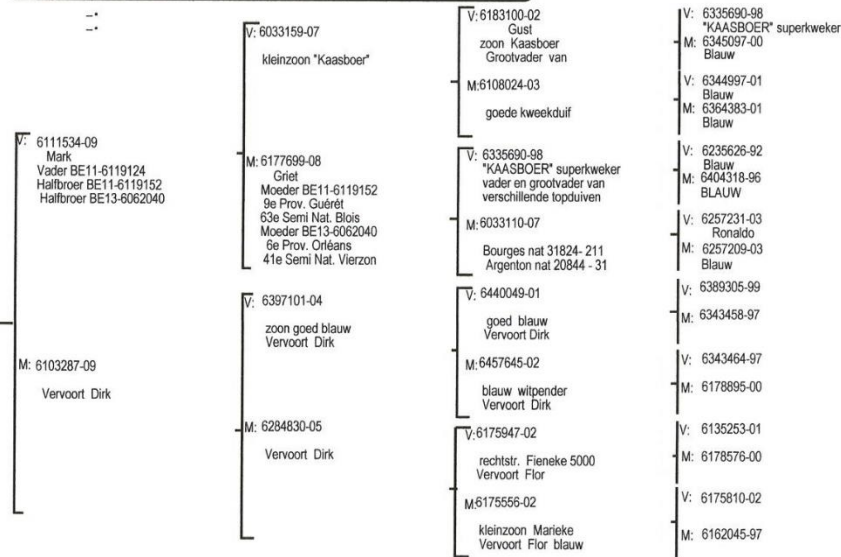 –:
–:
V: 6111534-09
Mark
Vader BE11-6119124
Halfbroer BE11-6119152
Halfbroer BE13-6062040
M: 6103287-09
Vervoort Dirk
V: 6033159-07
kleinzoon "Kaasboer"
M: 6177699-08
Griet
Moeder BE11-6119152
9e Prov. Guérét
63e Semi Nat. Blois
Moeder BE13-6062040
6e Prov. Orléans
41e Semi Nat. Vierzon
V: 6397101-04
zoon goed blauw
Vervoort Dirk
M: 6284830-05
Vervoort Dirk
V:6183100-02
Gust
zoon Kaasboer
Grootvader van
M:6108024-03
goede kweekduif
V: 6335690-98
"KAASBOER" superkweker
vader en grootvader van
verschillende topduiven
M:6033110-07
Bourges nat 31824- 211
Argenton nat 20844 - 31
V: 6440049-01
goed blauw
Vervoort Dirk
M:6457645-02
blauw witpender
Vervoort Dirk
V:6175947-02
rechtstr. Fieneke 5000
Vervoort Flor
M:6175556-02
kleinzoon Marieke
Vervoort Flor blauw
V: 6335690-98
"KAASBOER" superkweker
M: 6345097-00
Blauw
V: 6344997-01
Blauw
M: 6364383-01
Blauw
V: 6235626-92
Blauw
M: 6404318-96
BLAUW
V: 6257231-03
Ronaldo
M: 6257209-03
Blauw
V: 6389305-99
M: 6343458-97
V: 6343464-97
M: 6178895-00
V: 6135253-01
M: 6178576-00
V: 6175810-02
M: 6162045-97